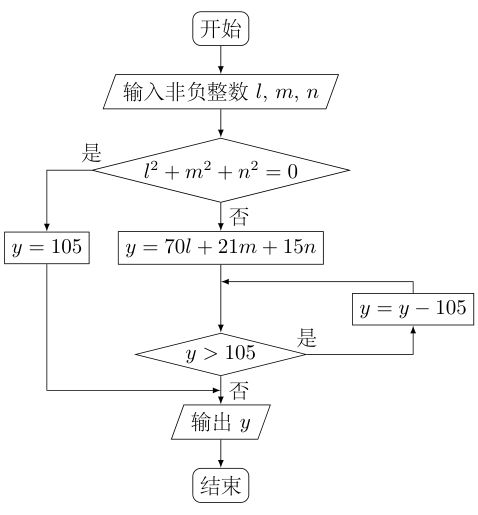 开始
输入非负整数 l, m, n
l² + m² + n² = 0
是
否
y = 105
y = 70l + 21m + 15n
y = y − 105
y > 105
是
否
输出 y
结束